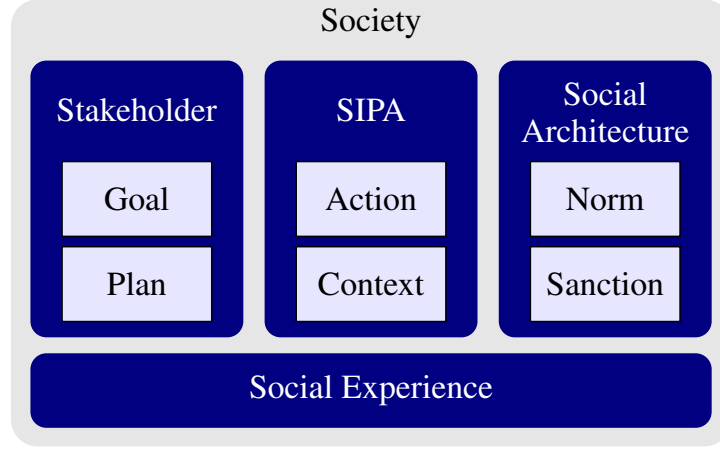 Society
Stakeholder
Goal
Plan
SIPA
Action
Context
Social
Architecture
Norm
Sanction
Social Experience